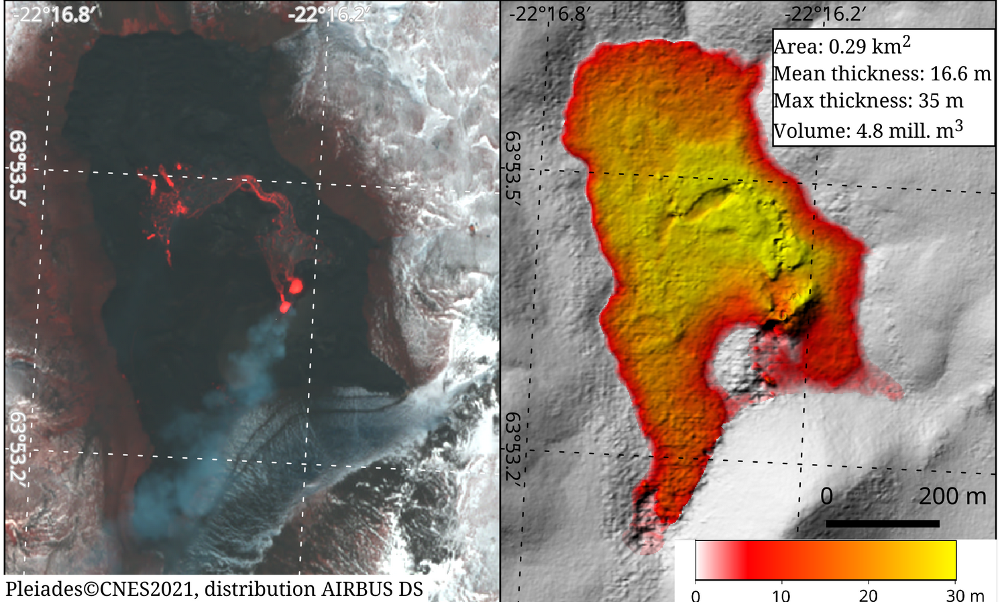 -22°16.8′
-22°16.2′
63°53.5′
63°53.2′
Pleiades©CNES2021, distribution AIRBUS DS
-22°16.8′
-22°16.2′
Area: 0.29 km²
Mean thickness: 16.6 m
Max thickness: 35 m
Volume: 4.8 mill. m³
63°53.5′
63°53.2′
0 200 m
0 10 20 30 m